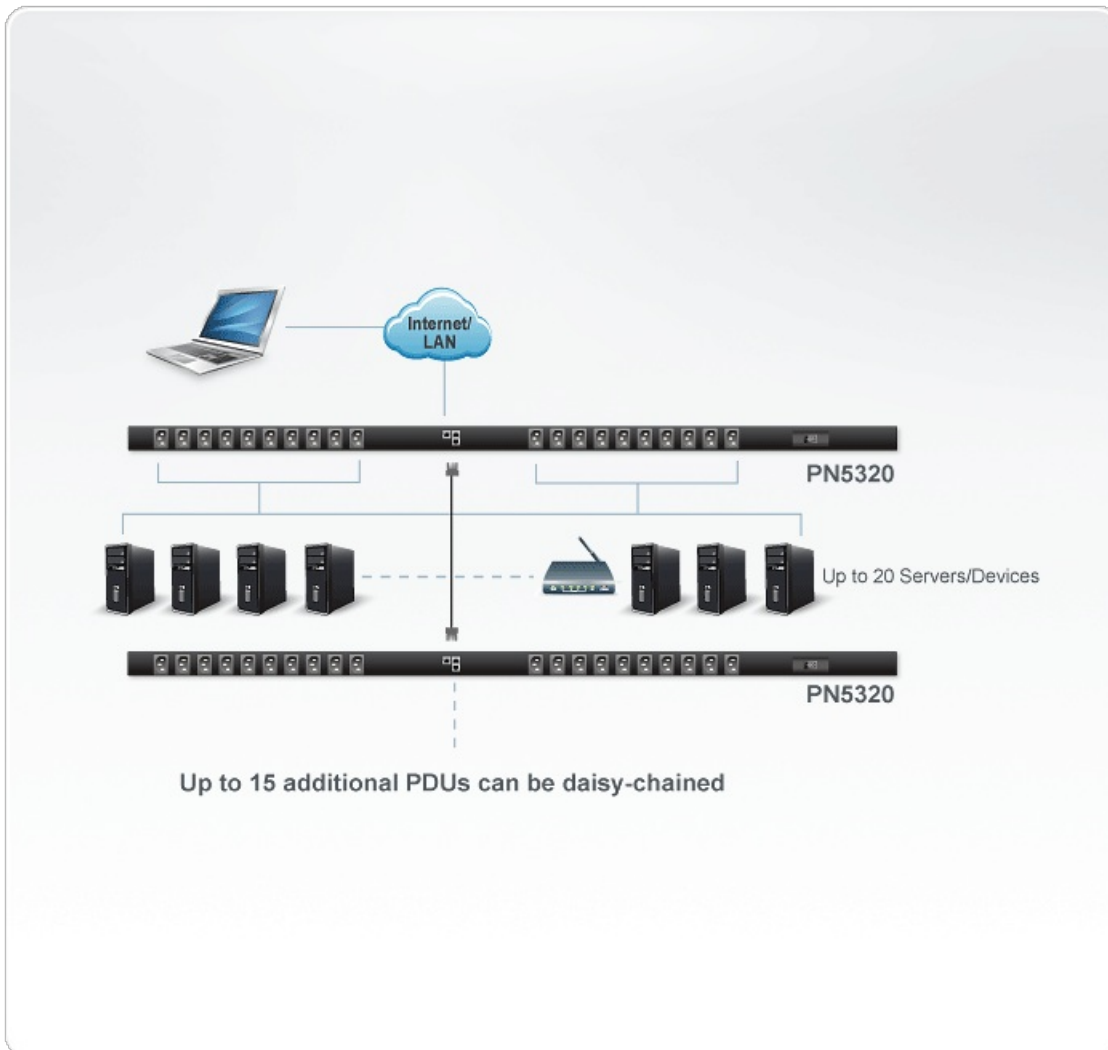 Internet/
LAN
PN5320
Up to 20 Servers/Devices
PN5320
Up to 15 additional PDUs can be daisy-chained